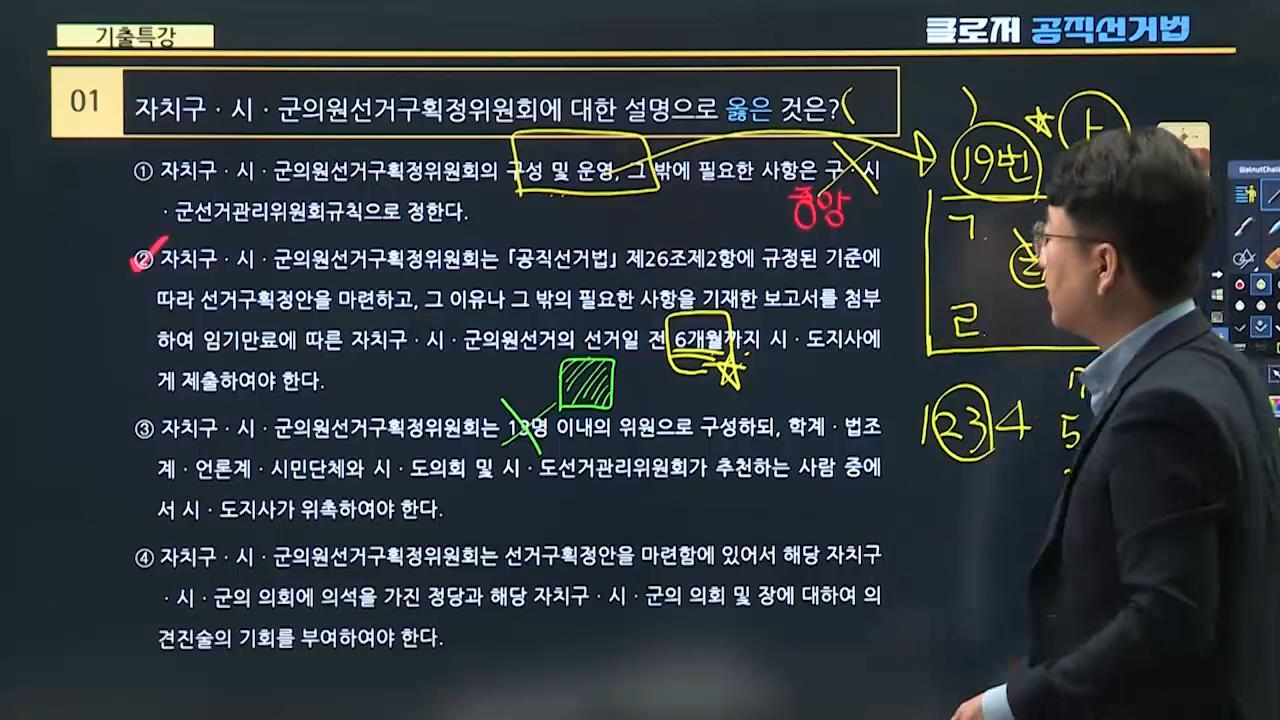 기출특강
클로저 공직선거법
01
자치구·시·군의원선거구획정위원회에 대한 설명으로 옳은 것은?
① 자치구·시·군의원선거구획정위원회의 구성 및 운영, 그 밖에 필요한 사항은 구·시
·군선거관리위원회규칙으로 정한다.
중앙
② 자치구·시·군의원선거구획정위원회는 「공직선거법」 제26조제2항에 규정된 기준에
따라 선거구획정안을 마련하고, 그 이유나 그 밖의 필요한 사항을 기재한 보고서를 첨부
하여 임기만료에 따른 자치구·시·군의원선거의 선거일 전 6개월까지 시·도지사에
게 제출하여야 한다.
③ 자치구·시·군의원선거구획정위원회는 13명 이내의 위원으로 구성하되, 학계·법조
계·언론계·시민단체와 시·도의회 및 시·도선거관리위원회가 추천하는 사람 중에
서 시·도지사가 위촉하여야 한다.
④ 자치구·시·군의원선거구획정위원회는 선거구획정안을 마련함에 있어서 해당 자치구
·시·군의 의회에 의석을 가진 정당과 해당 자치구·시·군의 의회 및 장에 대하여 의
견진술의 기회를 부여하여야 한다.
19번
ㄱ
ㄹ
1 23 4
5